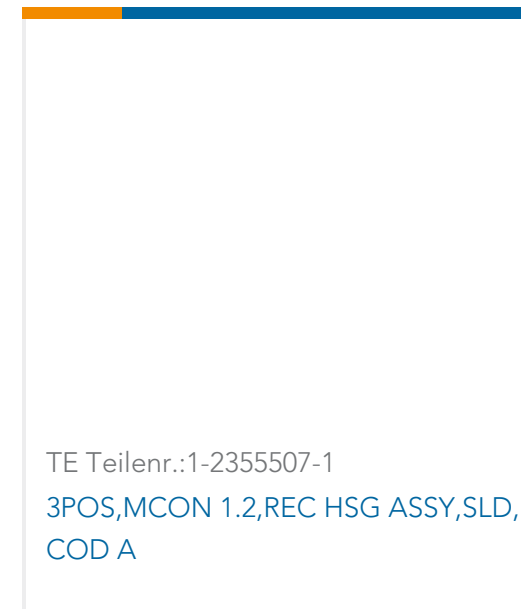 TE Teilenr.:1-2355507-1
3POS,MCON 1.2,REC HSG ASSY,SLD,
COD A